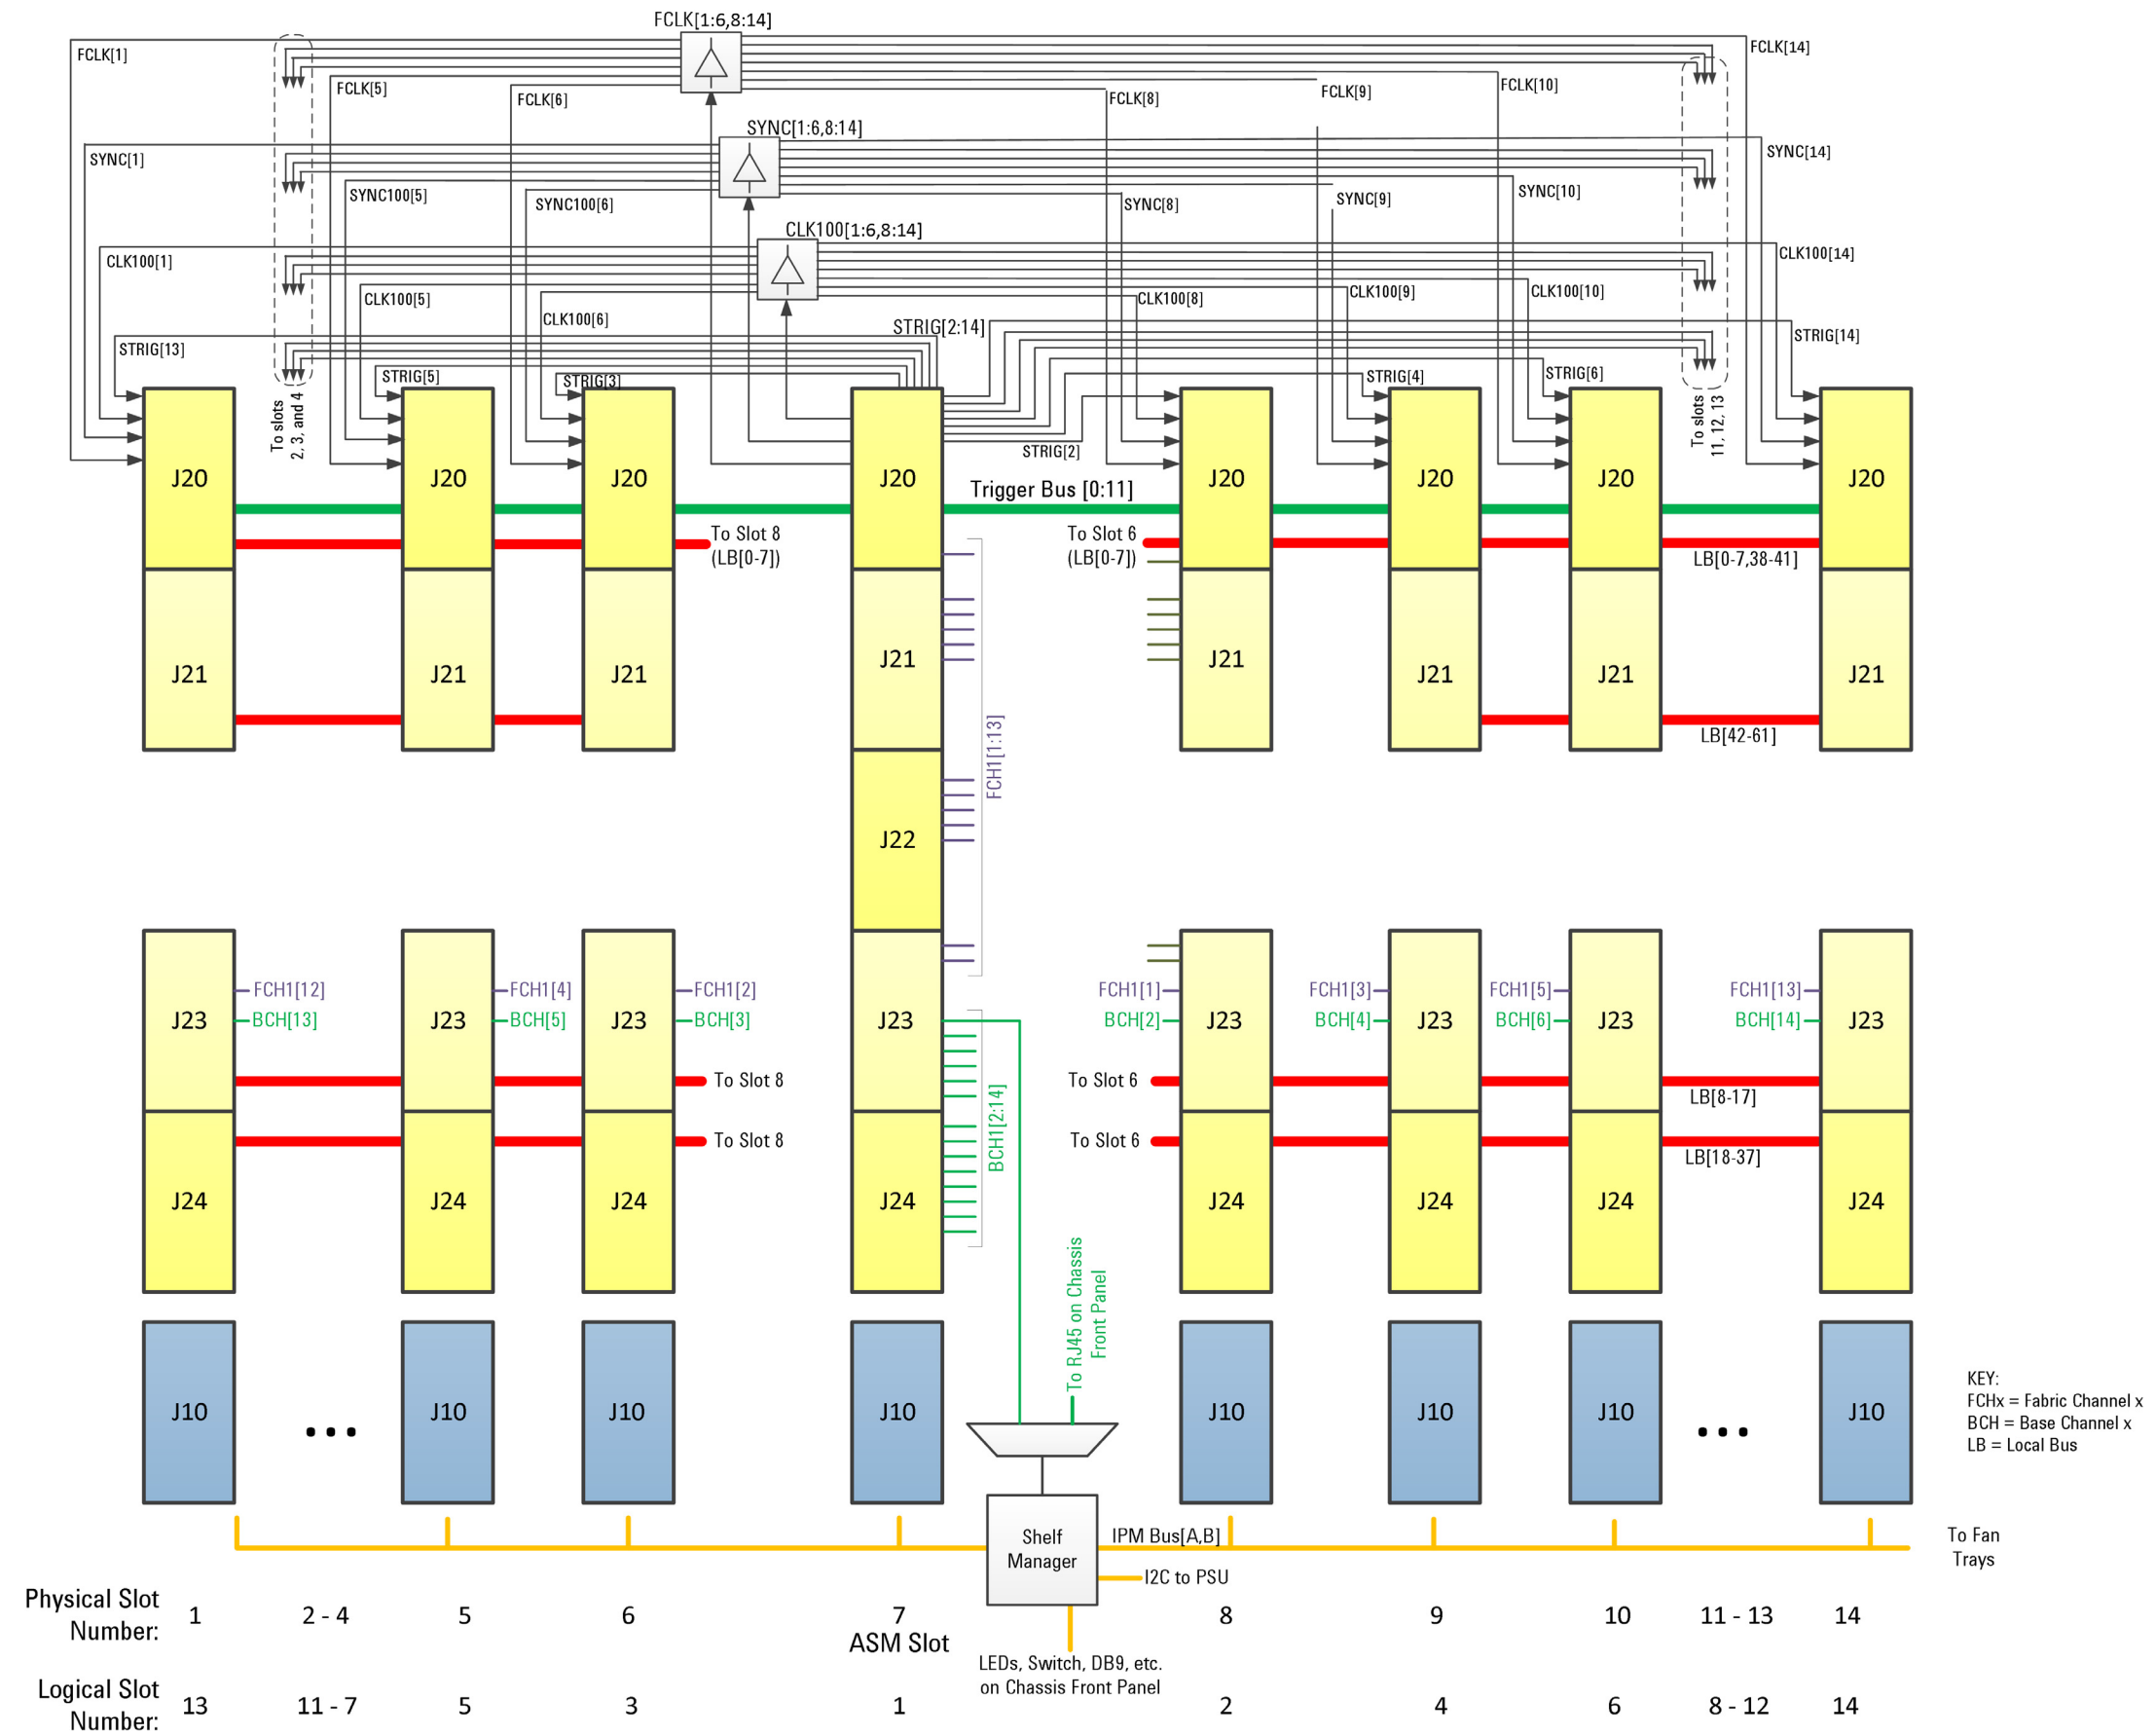 FCLK[1:6,8:14]
FCLK[1]
FCLK[14]
FCLK[5]
FCLK[6]
FCLK[8]
FCLK[9]
FCLK[10]
SYNC[1:6,8:14]
SYNC[1]
SYNC[14]
SYNC100[5]
SYNC100[6]
SYNC[8]
SYNC[9]
SYNC[10]
CLK100[1:6,8:14]
CLK100[1]
CLK100[14]
CLK100[5]
CLK100[6]
CLK100[8]
CLK100[9]
CLK100[10]
STRIG[2:14]
STRIG[13]
STRIG[14]
STRIG[5]
STRIG[3]
STRIG[4]
STRIG[6]
To slots
2, 3, and 4
To slots
11, 12, 13
STRIG[2]
J20
J20
J20
J20
J20
J20
J20
J20
Trigger Bus [0:11]
To Slot 8
(LB[0-7])
To Slot 6
(LB[0-7])
LB[0-7,38-41]
J21
J21
J21
J21
J21
J21
J21
J21
LB[42-61]
FCH1[1:13]
J22
FCH1[12]
FCH1[4]
FCH1[2]
FCH1[1]
FCH1[3]
FCH1[5]
FCH1[13]
J23
BCH[13]
J23
BCH[5]
J23
BCH[3]
J23
BCH[2]
J23
BCH[4]
J23
BCH[6]
J23
BCH[14]
J23
To Slot 8
To Slot 6
LB[8-17]
To Slot 8
To Slot 6
LB[18-37]
BCH1[2:14]
J24
J24
J24
J24
J24
J24
J24
J24
To RJ45 on Chassis
Front Panel
J10
...
J10
J10
J10
J10
J10
J10
...
J10
KEY:
FCHx = Fabric Channel x
BCH = Base Channel x
LB = Local Bus
Shelf
Manager
IPM Bus[A,B]
I2C to PSU
To Fan
Trays
Physical Slot
Number:
1
2 - 4
5
6
7
ASM Slot
8
9
10
11 - 13
14
LEDs, Switch, DB9, etc.
on Chassis Front Panel
Logical Slot
Number:
13
11 - 7
5
3
1
2
4
6
8 - 12
14